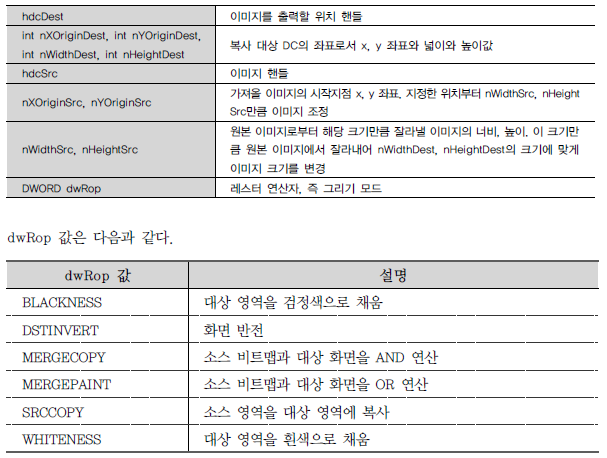 hdcDest 이미지를 출력할 위치 핸들
int nXOriginDest, int nYOriginDest,
int nWidthDest, int nHeightDest
복사 대상 DC의 좌표로서 x, y 좌표와 넓이와 높이값
hdcSrc 이미지 핸들
nXOriginSrc, nYOriginSrc
가져올 이미지의 시작지점 x, y 좌표. 지정한 위치부터 nWidthSrc, nHeight
Src만큼 이미지 조정
nWidthSrc, nHeightSrc
원본 이미지로부터 해당 크기만큼 잘라낼 이미지의 너비, 높이. 이 크기만
큼 원본 이미지에서 잘라내어 nWidthDest, nHeightDest의 크기에 맞게
이미지 크기를 변경
DWORD dwRop 레스터 연산자, 즉 그리기 모드
dwRop 값은 다음과 같다.
dwRop 값 설명
BLACKNESS 대상 영역을 검정색으로 채움
DSTINVERT 화면 반전
MERGECOPY 소스 비트맵과 대상 화면을 AND 연산
MERGEPAINT 소스 비트맵과 대상 화면을 OR 연산
SRCCOPY 소스 영역을 대상 영역에 복사
WHITENESS 대상 영역을 흰색으로 채움